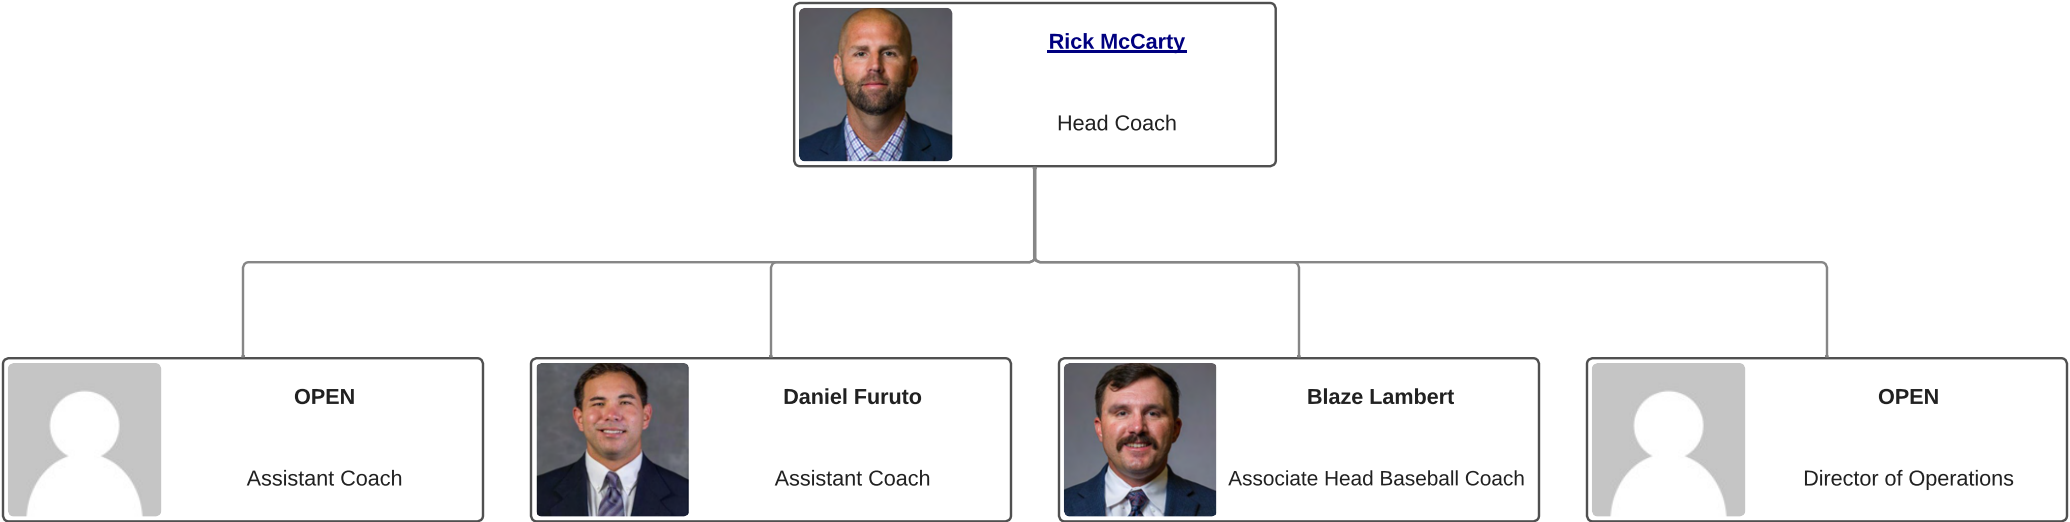 Rick McCarty
Head Coach
OPEN
Assistant Coach
Daniel Furuto
Assistant Coach
Blaze Lambert
Associate Head Baseball Coach
OPEN
Director of Operations